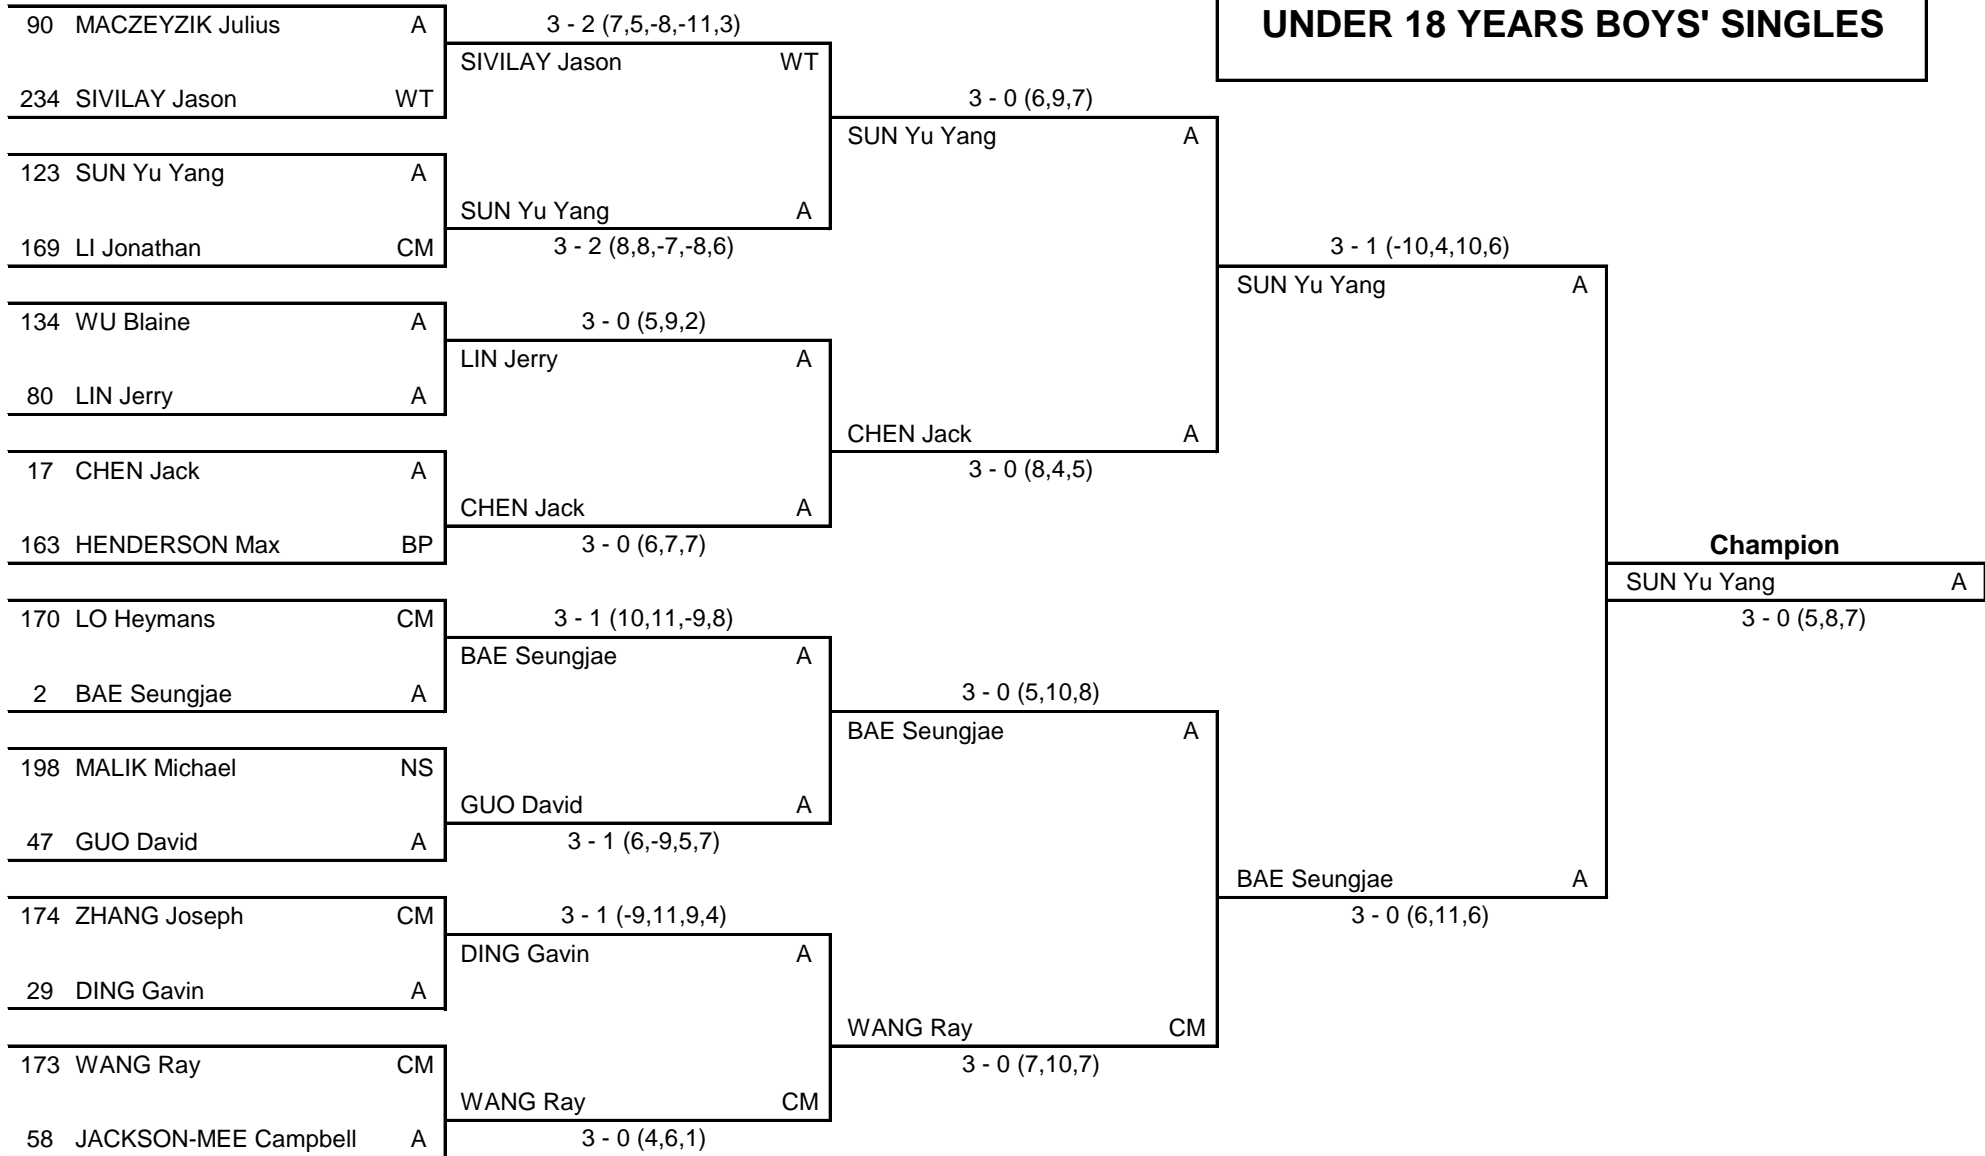 UNDER 18 YEARS BOYS' SINGLES
90 MACZEYZIK Julius A
3 - 2 (7,5,-8,-11,3)
SIVILAY Jason WT
234 SIVILAY Jason WT
3 - 0 (6,9,7)
SUN Yu Yang A
123 SUN Yu Yang A
SUN Yu Yang A
169 LI Jonathan CM
3 - 2 (8,8,-7,-8,6)
3 - 1 (-10,4,10,6)
SUN Yu Yang A
134 WU Blaine A
3 - 0 (5,9,2)
LIN Jerry A
80 LIN Jerry A
CHEN Jack A
17 CHEN Jack A
3 - 0 (8,4,5)
CHEN Jack A
163 HENDERSON Max BP
3 - 0 (6,7,7)
Champion
SUN Yu Yang A
3 - 0 (5,8,7)
170 LO Heymans CM
3 - 1 (10,11,-9,8)
BAE Seungjae A
2 BAE Seungjae A
3 - 0 (5,10,8)
BAE Seungjae A
198 MALIK Michael NS
GUO David A
47 GUO David A
3 - 1 (6,-9,5,7)
BAE Seungjae A
3 - 0 (6,11,6)
174 ZHANG Joseph CM
3 - 1 (-9,11,9,4)
DING Gavin A
29 DING Gavin A
WANG Ray CM
173 WANG Ray CM
3 - 0 (7,10,7)
WANG Ray CM
58 JACKSON-MEE Campbell A
3 - 0 (4,6,1)